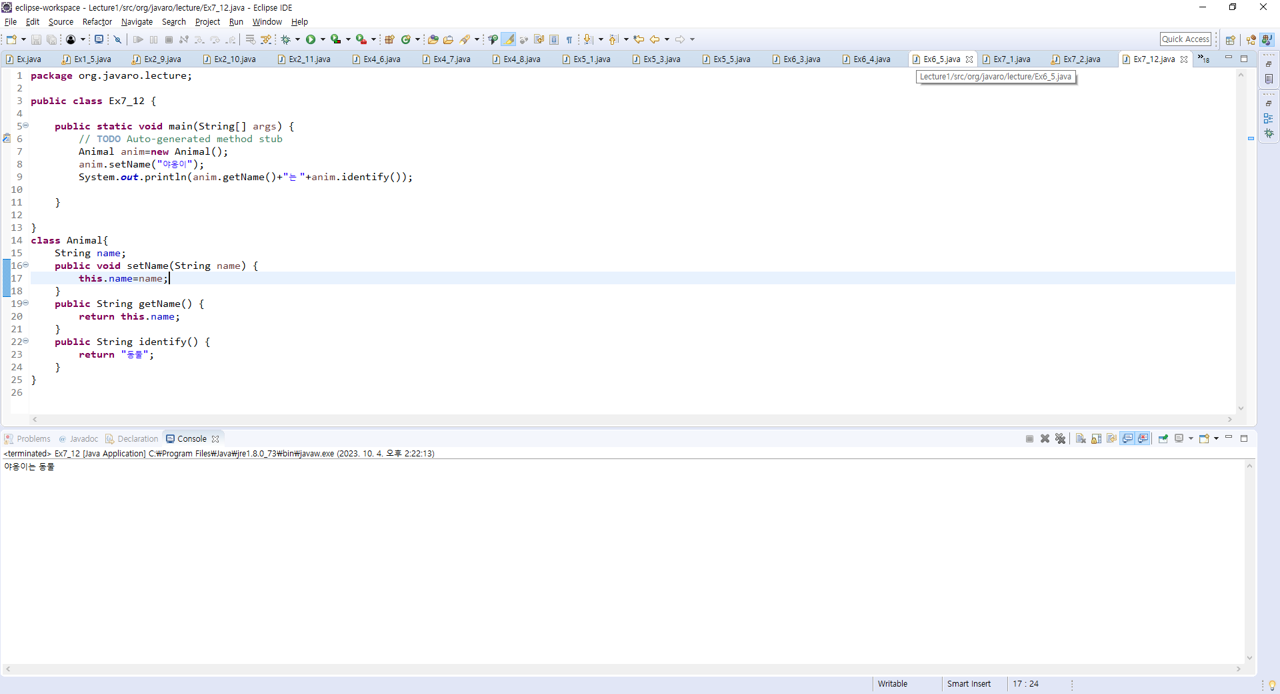 eclipse-workspace - Lecture1/src/org/javaro/lecture/Ex7_12.java - Eclipse IDE
File Edit Source Refactor Navigate Search Project Run Window Help
Quick Access
Ex.java Ex1_5.java Ex2_9.java Ex2_10.java Ex2_11.java Ex4_6.java Ex4_7.java Ex4_8.java Ex5_1.java Ex5_3.java Ex5_5.java Ex6_3.java Ex6_4.java Ex6_5.java Ex7_1.java Ex7_2.java Ex7_12.java »18
Lecture1/src/org/javaro/lecture/Ex6_5.java
1 package org.javaro.lecture;
2
3 public class Ex7_12 {
4
5 public static void main(String[] args) {
6 // TODO Auto-generated method stub
7 Animal anim=new Animal();
8 anim.setName("야옹이");
9 System.out.println(anim.getName()+"는 "+anim.identify());
10
11 }
12
13 }
14 class Animal{
15 String name;
16 public void setName(String name) {
17 this.name=name;
18 }
19 public String getName() {
20 return this.name;
21 }
22 public String identify() {
23 return "동물";
24 }
25 }
26
Problems @ Javadoc Declaration Console
<terminated> Ex7_12 [Java Application] C:₩Program Files₩Java₩jre1.8.0_73₩bin₩javaw.exe (2023. 10. 4. 오후 2:22:13)
야옹이는 동물
Writable Smart Insert 17 : 24